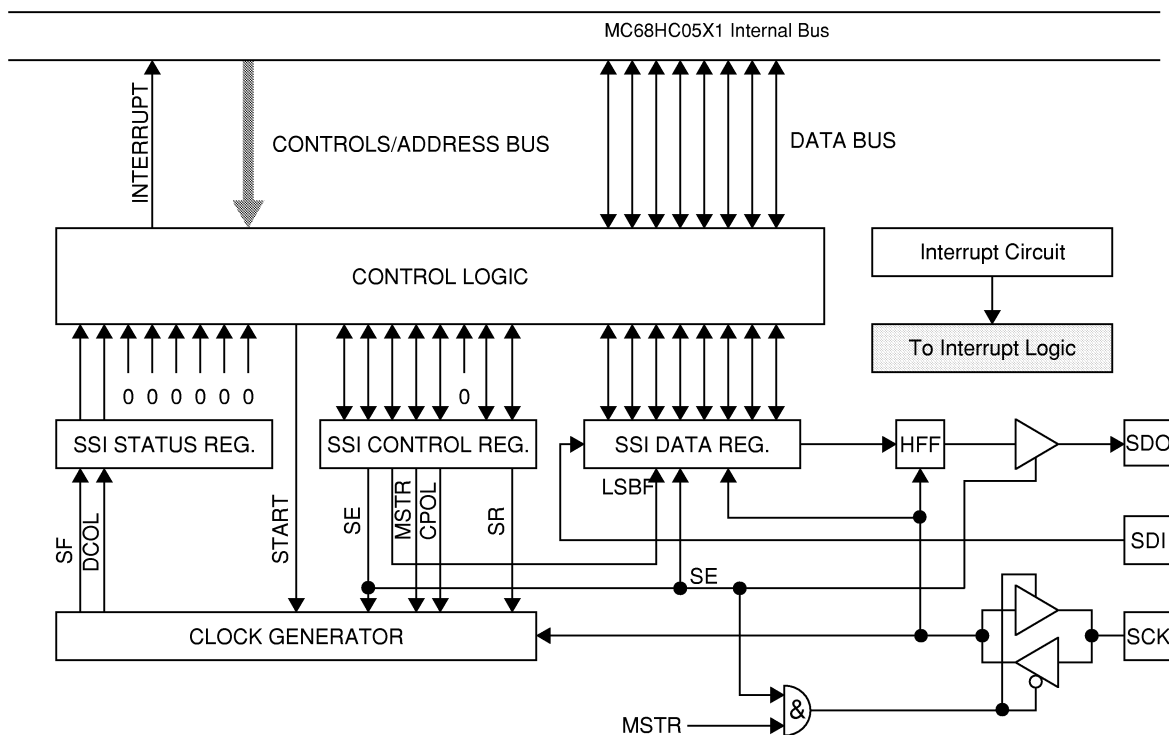 MC68HC05X1 Internal Bus
INTERRUPT
CONTROLS/ADDRESS BUS
DATA BUS
CONTROL LOGIC
Interrupt Circuit
To Interrupt Logic
0 0 0 0 0 0
0
SSI STATUS REG.
SSI CONTROL REG.
SSI DATA REG.
HFF
SDO
LSBF
SF
DCOL
START
SE
MSTR
CPOL
SR
SDI
SE
CLOCK GENERATOR
SCK
&
MSTR